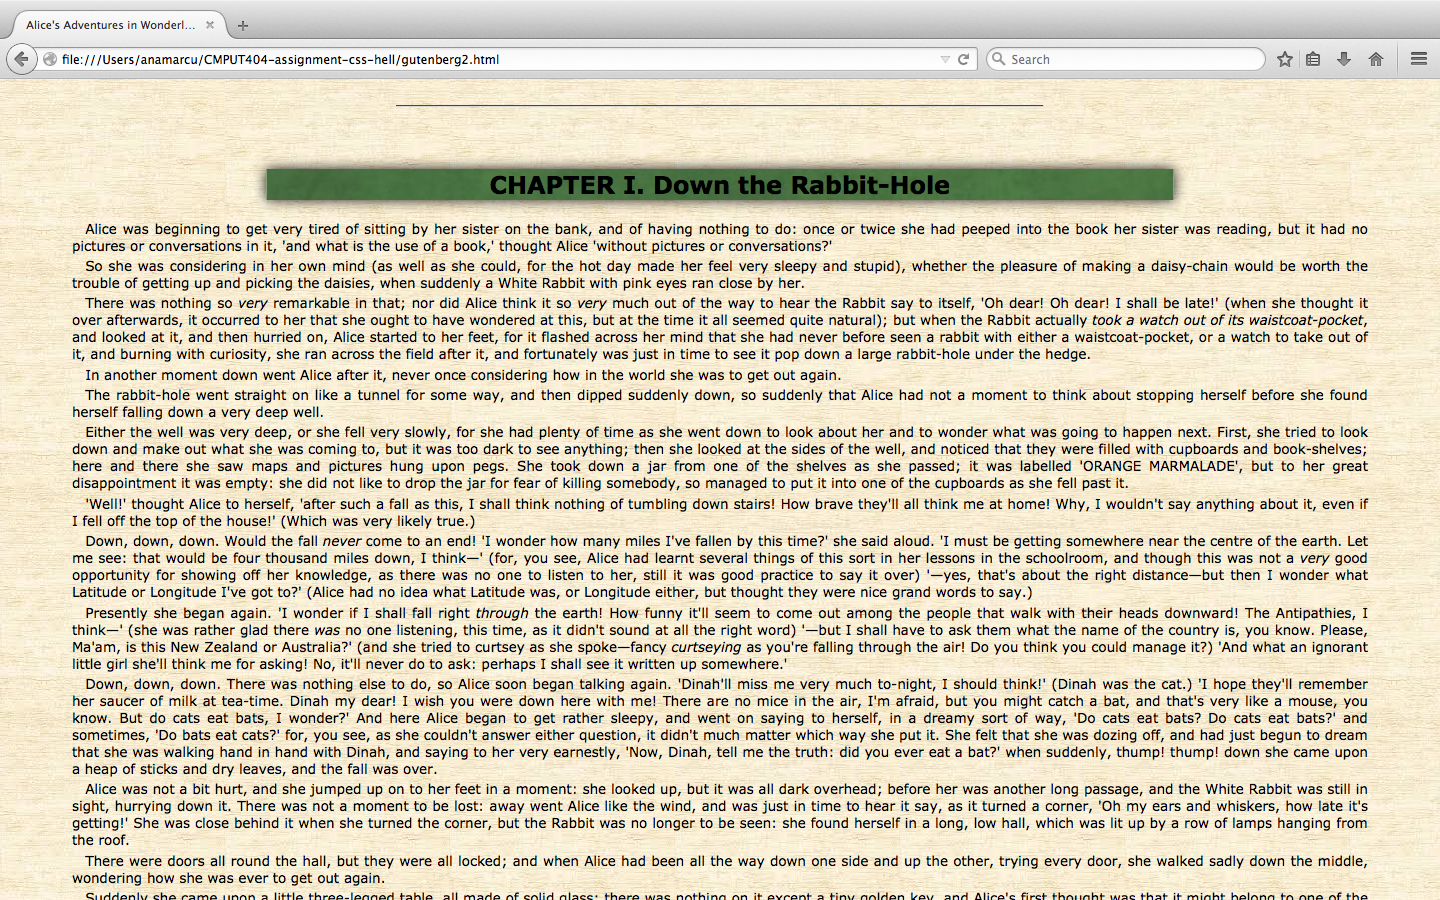 Alice's Adventures in Wonderl...
file:///Users/anamarcu/CMPUT404-assignment-css-hell/gutenberg2.html
Search
CHAPTER I. Down the Rabbit-Hole
Alice was beginning to get very tired of sitting by her sister on the bank, and of having nothing to do: once or twice she had peeped into the book her sister was reading, but it had no
pictures or conversations in it, 'and what is the use of a book,' thought Alice 'without pictures or conversations?'
So she was considering in her own mind (as well as she could, for the hot day made her feel very sleepy and stupid), whether the pleasure of making a daisy-chain would be worth the
trouble of getting up and picking the daisies, when suddenly a White Rabbit with pink eyes ran close by her.
There was nothing so very remarkable in that; nor did Alice think it so very much out of the way to hear the Rabbit say to itself, 'Oh dear! Oh dear! I shall be late!' (when she thought it
over afterwards, it occurred to her that she ought to have wondered at this, but at the time it all seemed quite natural); but when the Rabbit actually took a watch out of its waistcoat-pocket,
and looked at it, and then hurried on, Alice started to her feet, for it flashed across her mind that she had never before seen a rabbit with either a waistcoat-pocket, or a watch to take out of
it, and burning with curiosity, she ran across the field after it, and fortunately was just in time to see it pop down a large rabbit-hole under the hedge.
In another moment down went Alice after it, never once considering how in the world she was to get out again.
The rabbit-hole went straight on like a tunnel for some way, and then dipped suddenly down, so suddenly that Alice had not a moment to think about stopping herself before she found
herself falling down a very deep well.
Either the well was very deep, or she fell very slowly, for she had plenty of time as she went down to look about her and to wonder what was going to happen next. First, she tried to look
down and make out what she was coming to, but it was too dark to see anything; then she looked at the sides of the well, and noticed that they were filled with cupboards and book-shelves;
here and there she saw maps and pictures hung upon pegs. She took down a jar from one of the shelves as she passed; it was labelled 'ORANGE MARMALADE', but to her great
disappointment it was empty: she did not like to drop the jar for fear of killing somebody, so managed to put it into one of the cupboards as she fell past it.
'Well!' thought Alice to herself, 'after such a fall as this, I shall think nothing of tumbling down stairs! How brave they'll all think me at home! Why, I wouldn't say anything about it, even if
I fell off the top of the house!' (Which was very likely true.)
Down, down, down. Would the fall never come to an end! 'I wonder how many miles I've fallen by this time?' she said aloud. 'I must be getting somewhere near the centre of the earth. Let
me see: that would be four thousand miles down, I think—' (for, you see, Alice had learnt several things of this sort in her lessons in the schoolroom, and though this was not a very good
opportunity for showing off her knowledge, as there was no one to listen to her, still it was good practice to say it over) '—yes, that's about the right distance—but then I wonder what
Latitude or Longitude I've got to?' (Alice had no idea what Latitude was, or Longitude either, but thought they were nice grand words to say.)
Presently she began again. 'I wonder if I shall fall right through the earth! How funny it'll seem to come out among the people that walk with their heads downward! The Antipathies, I
think—' (she was rather glad there was no one listening, this time, as it didn't sound at all the right word) '—but I shall have to ask them what the name of the country is, you know. Please,
Ma'am, is this New Zealand or Australia?' (and she tried to curtsey as she spoke—fancy curtseying as you're falling through the air! Do you think you could manage it?) 'And what an ignorant
little girl she'll think me for asking! No, it'll never do to ask: perhaps I shall see it written up somewhere.'
Down, down, down. There was nothing else to do, so Alice soon began talking again. 'Dinah'll miss me very much to-night, I should think!' (Dinah was the cat.) 'I hope they'll remember
her saucer of milk at tea-time. Dinah my dear! I wish you were down here with me! There are no mice in the air, I'm afraid, but you might catch a bat, and that's very like a mouse, you
know. But do cats eat bats, I wonder?' And here Alice began to get rather sleepy, and went on saying to herself, in a dreamy sort of way, 'Do cats eat bats? Do cats eat bats?' and
sometimes, 'Do bats eat cats?' for, you see, as she couldn't answer either question, it didn't much matter which way she put it. She felt that she was dozing off, and had just begun to dream
that she was walking hand in hand with Dinah, and saying to her very earnestly, 'Now, Dinah, tell me the truth: did you ever eat a bat?' when suddenly, thump! thump! down she came upon
a heap of sticks and dry leaves, and the fall was over.
Alice was not a bit hurt, and she jumped up on to her feet in a moment: she looked up, but it was all dark overhead; before her was another long passage, and the White Rabbit was still in
sight, hurrying down it. There was not a moment to be lost: away went Alice like the wind, and was just in time to hear it say, as it turned a corner, 'Oh my ears and whiskers, how late it's
getting!' She was close behind it when she turned the corner, but the Rabbit was no longer to be seen: she found herself in a long, low hall, which was lit up by a row of lamps hanging from
the roof.
There were doors all round the hall, but they were all locked; and when Alice had been all the way down one side and up the other, trying every door, she walked sadly down the middle,
wondering how she was ever to get out again.
Suddenly she came upon a little three-legged table, all made of solid glass; there was nothing on it except a tiny golden key, and Alice's first thought was that it might belong to one of the